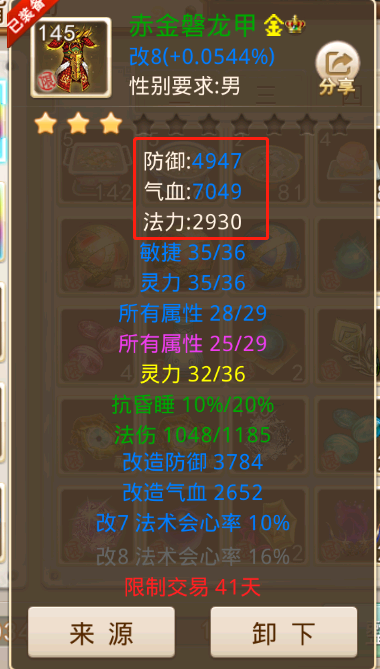 已装备
145
限
赤金磐龙甲 金
改8(+0.0544%)
性别要求:男
分享
防御:4947
气血:7049
法力:2930
敏捷 35/36
灵力 35/36
所有属性 28/29
所有属性 25/29
灵力 32/36
抗昏睡 10%/20%
法伤 1048/1185
改造防御 3784
改造气血 2652
改7 法术会心率 10%
改8 法术会心率 16%
限制交易 41天
来源
卸下